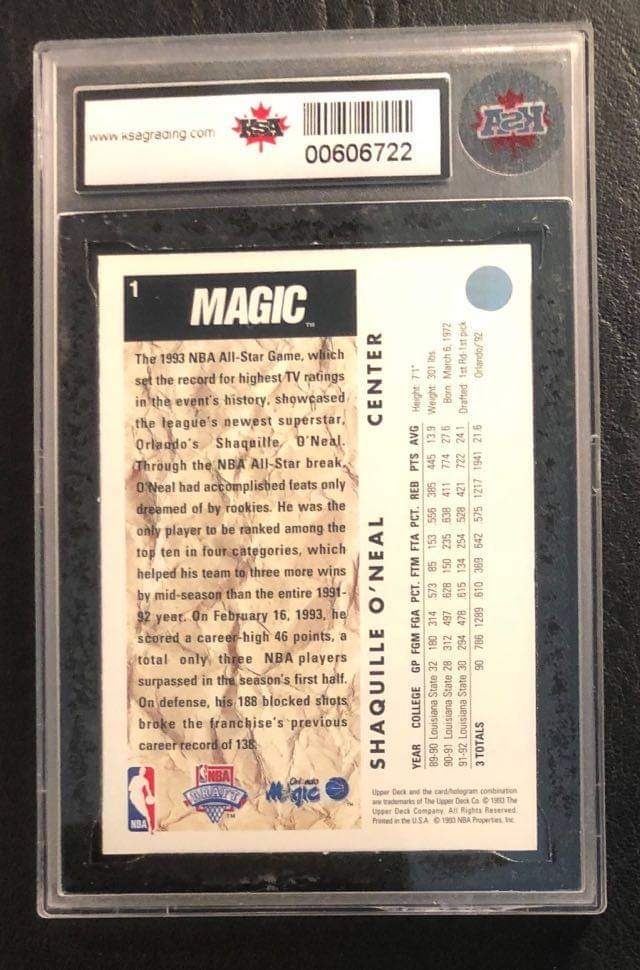 www.ksagrading.com
KSA
00606722
KSA
1
MAGIC TM
The 1993 NBA All-Star Game, which
set the record for highest TV ratings
in the event's history, showcased
the league's newest superstar,
Orlando's Shaquille O'Neal.
Through the NBA All-Star break,
O'Neal had accomplished feats only
dreamed of by rookies. He was the
only player to be ranked among the
top ten in four categories, which
helped his team to three more wins
by mid-season than the entire 1991-
92 year. On February 16, 1993, he
scored a career-high 46 points, a
total only three NBA players
surpassed in the season's first half.
On defense, his 188 blocked shots
broke the franchise's previous
career record of 138.
NBA
NBA
DRAFT
TM
Orlando
Magic
TM
SHAQUILLE O'NEAL CENTER
Height: 7'1"
Weight: 301 lbs
Born March 6, 1972
Drafted 1st Rd-1st pick
Orlando/'92
YEAR COLLEGE GP FGM FGA PCT. FTM FTA PCT. REB PTS AVG
89-90 Louisiana State 32 180 314 573 85 153 556 385 445 13.9
90-91 Louisiana State 28 312 497 628 150 235 638 411 774 27.6
91-92 Louisiana State 30 294 478 615 134 254 528 421 722 24.1
3 TOTALS 90 786 1289 610 369 642 575 1217 1941 21.6
Upper Deck and the card/hologram combination
are trademarks of The Upper Deck Co. © 1993 The
Upper Deck Company. All Rights Reserved.
Printed in the U.S.A. © 1993 NBA Properties, Inc.